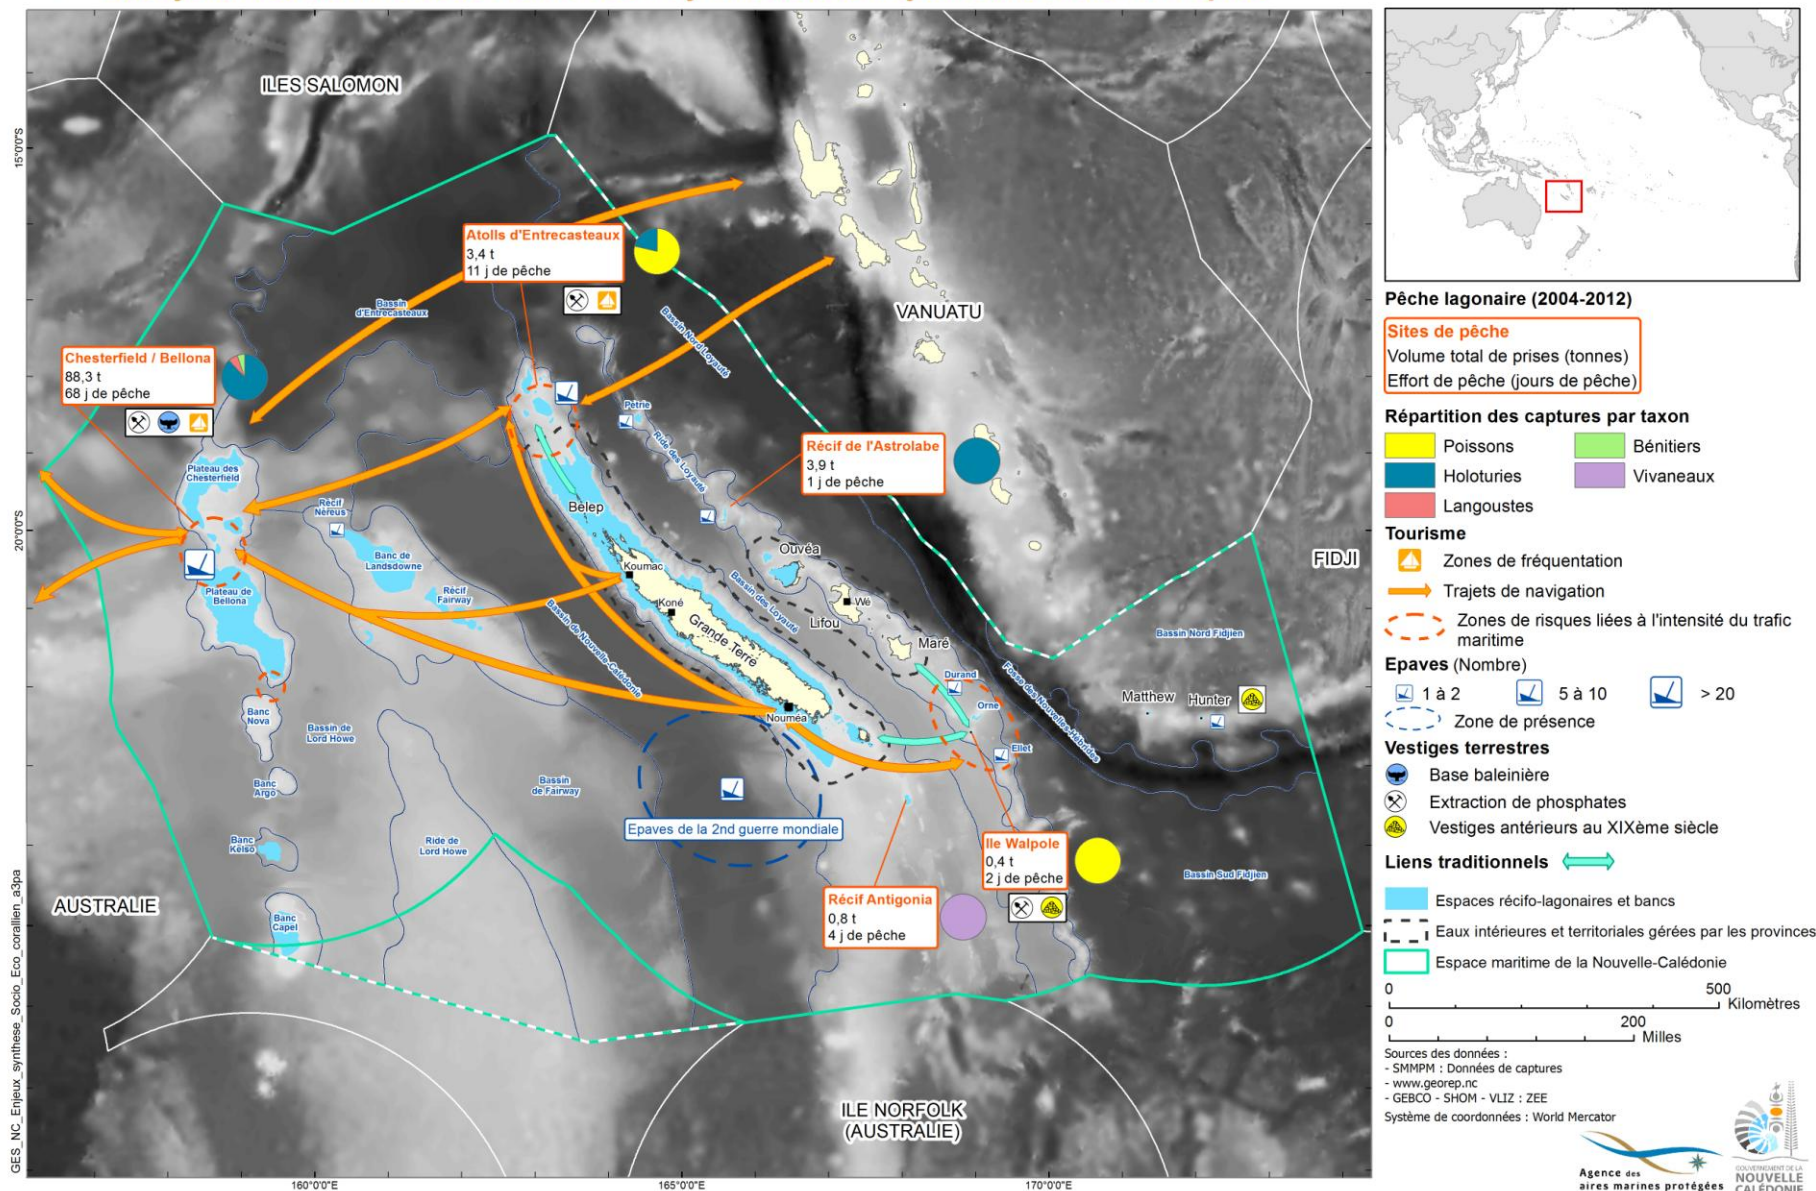 ILES SALOMON
15°0'0"S
Atolls d'Entrecasteaux
3,4 t
11 j de pêche
VANUATU
Bassin
d'Entrecasteaux
Bassin Nord Loyauté
Chesterfield / Bellona
88,3 t
68 j de pêche
Pétrie
Ride des Loyauté
Récif de l'Astrolabe
3,9 t
1 j de pêche
Plateau des
Chesterfield
Récif
Néréus
Belep
20°0'0"S
Banc de
Landsdowne
Ouvéa
FIDJI
Koumac
Plateau de
Bellona
Récif
Fairway
Koné
Bassin des Loyauté
Wé
Lifou
Grande Terre
Maré
Bassin Nord Fidjien
Bassin de Nouvelle-Calédonie
Durand
Fosse des Nouvelles-Hébrides
Matthew
Hunter
Banc
Nova
Nouméa
Orne
Bassin de
Lord Howe
Ellet
Banc
Argo
Bassin
de Fairway
Epaves de la 2nd guerre mondiale
Banc
Kelso
Ride de
Lord Howe
Ile Walpole
0,4 t
2 j de pêche
Bassin Sud Fidjien
Récif Antigonia
0,8 t
4 j de pêche
AUSTRALIE
Banc
Capel
ILE NORFOLK
(AUSTRALIE)
160°0'0"E
165°0'0"E
170°0'0"E
GES_NC_Enjeux_synthese_Socio_Eco_corallien_a3pa
Pêche lagonaire (2004-2012)
Sites de pêche
Volume total de prises (tonnes)
Effort de pêche (jours de pêche)
Répartition des captures par taxon
Poissons
Bénitiers
Holoturies
Vivaneaux
Langoustes
Tourisme
Zones de fréquentation
Trajets de navigation
Zones de risques liées à l'intensité du trafic
maritime
Epaves (Nombre)
1 à 2
5 à 10
> 20
Zone de présence
Vestiges terrestres
Base baleinière
Extraction de phosphates
Vestiges antérieurs au XIXème siècle
Liens traditionnels
Espaces récifo-lagonaires et bancs
Eaux intérieures et territoriales gérées par les provinces
Espace maritime de la Nouvelle-Calédonie
0 500
Kilomètres
0 200
Milles
Sources des données :
- SMMPM : Données de captures
- www.georep.nc
- GEBCO - SHOM - VLIZ : ZEE
Système de coordonnées : World Mercator
Agence des
aires marines protégées
GOUVERNEMENT DE LA
NOUVELLE
CALÉDONIE